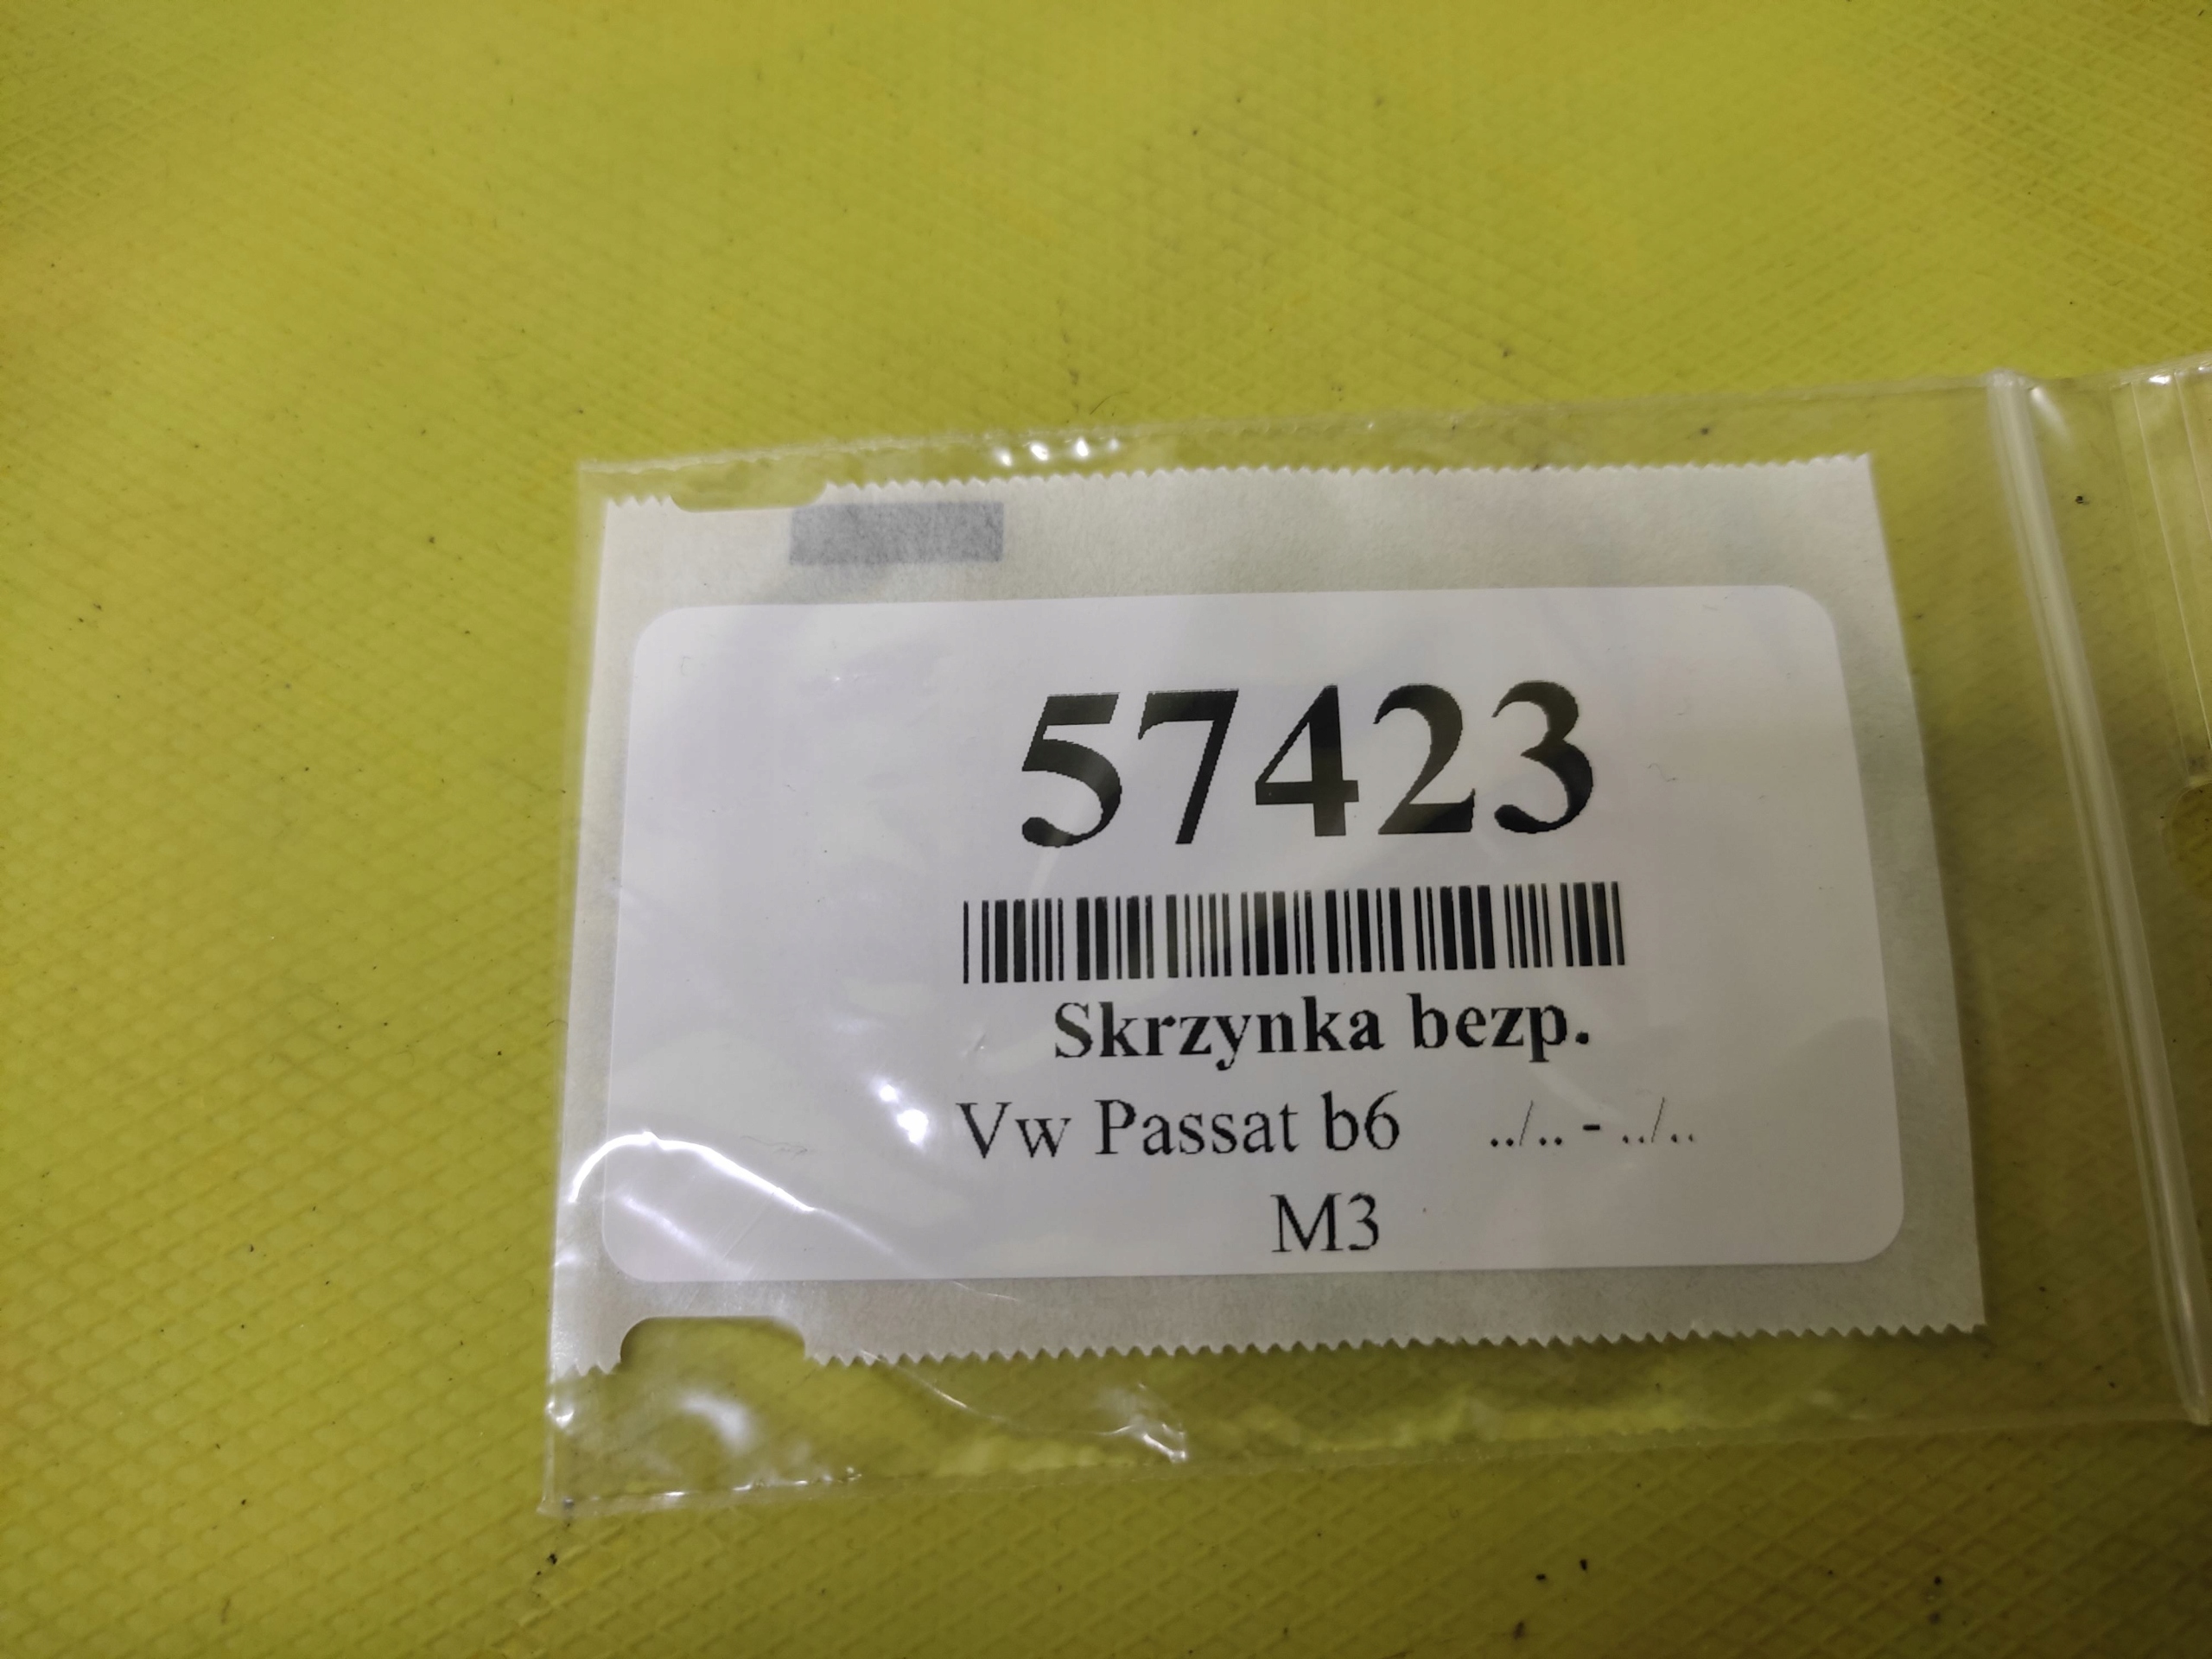 57423
Skrzynka bezp.
Vw Passat b6 ../.. - ../..
M3